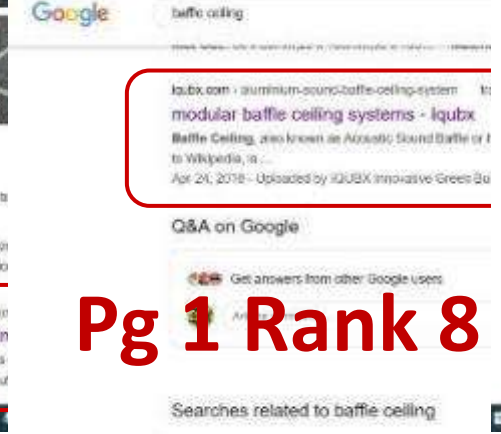 Google
baffle ceiling
iqubx.com › aluminium-sound-baffle-ceiling-system
modular baffle ceiling systems - iqubx
Baffle Ceiling, also known as Acoustic Sound Baffle or
to Wikipedia, is ...
Apr 24, 2018 - Uploaded by IQUBX Innovative Green
Q&A on Google
Get answers from other Google users
Pg 1 Rank 8
Searches related to baffle ceiling